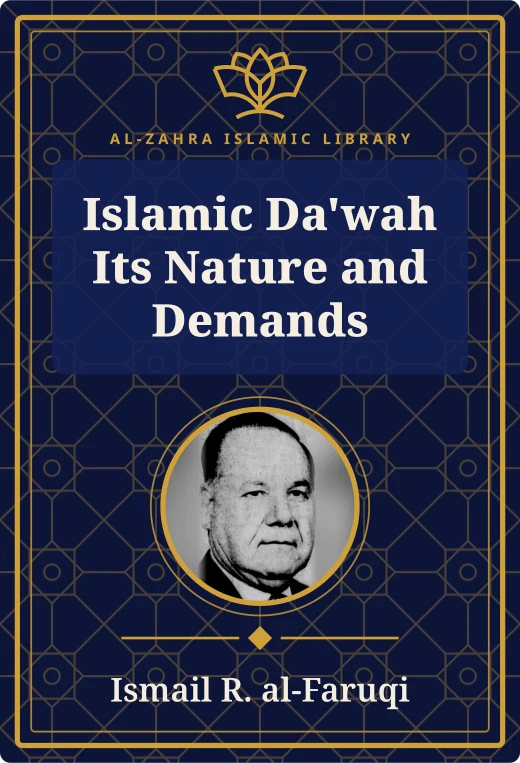 AL-ZAHRA ISLAMIC LIBRARY
Islamic Da'wah
Its Nature and
Demands
Ismail R. al-Faruqi